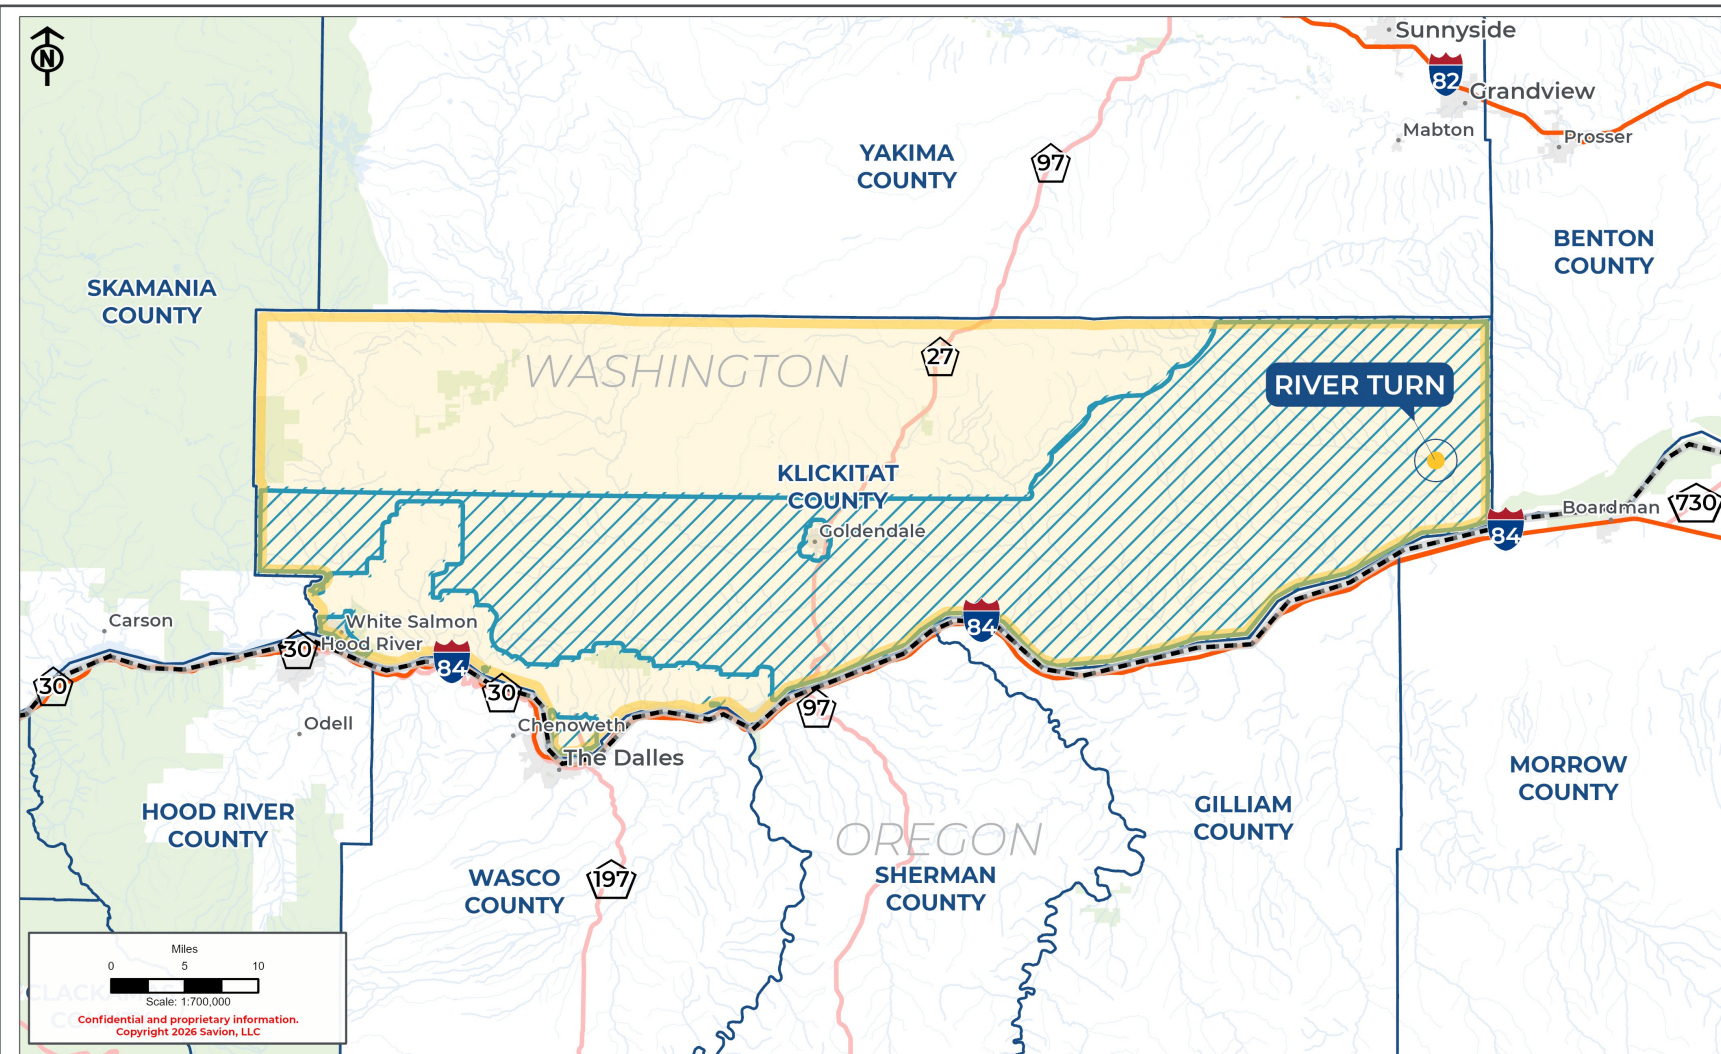 N
Sunnyside
82
Grandview
Mabton
Prosser
YAKIMA
COUNTY
97
BENTON
COUNTY
SKAMANIA
COUNTY
WASHINGTON
27
RIVER TURN
KLICKITAT
COUNTY
Goldendale
Boardman
730
84
Carson
White Salmon
Hood River
30
84
84
30
30
97
Odell
Chenoweth
The Dalles
MORROW
COUNTY
HOOD RIVER
COUNTY
GILLIAM
COUNTY
OREGON
WASCO
COUNTY
197
SHERMAN
COUNTY
Miles
0 5 10
Scale: 1:700,000
Confidential and proprietary information.
Copyright 2026 Savion, LLC